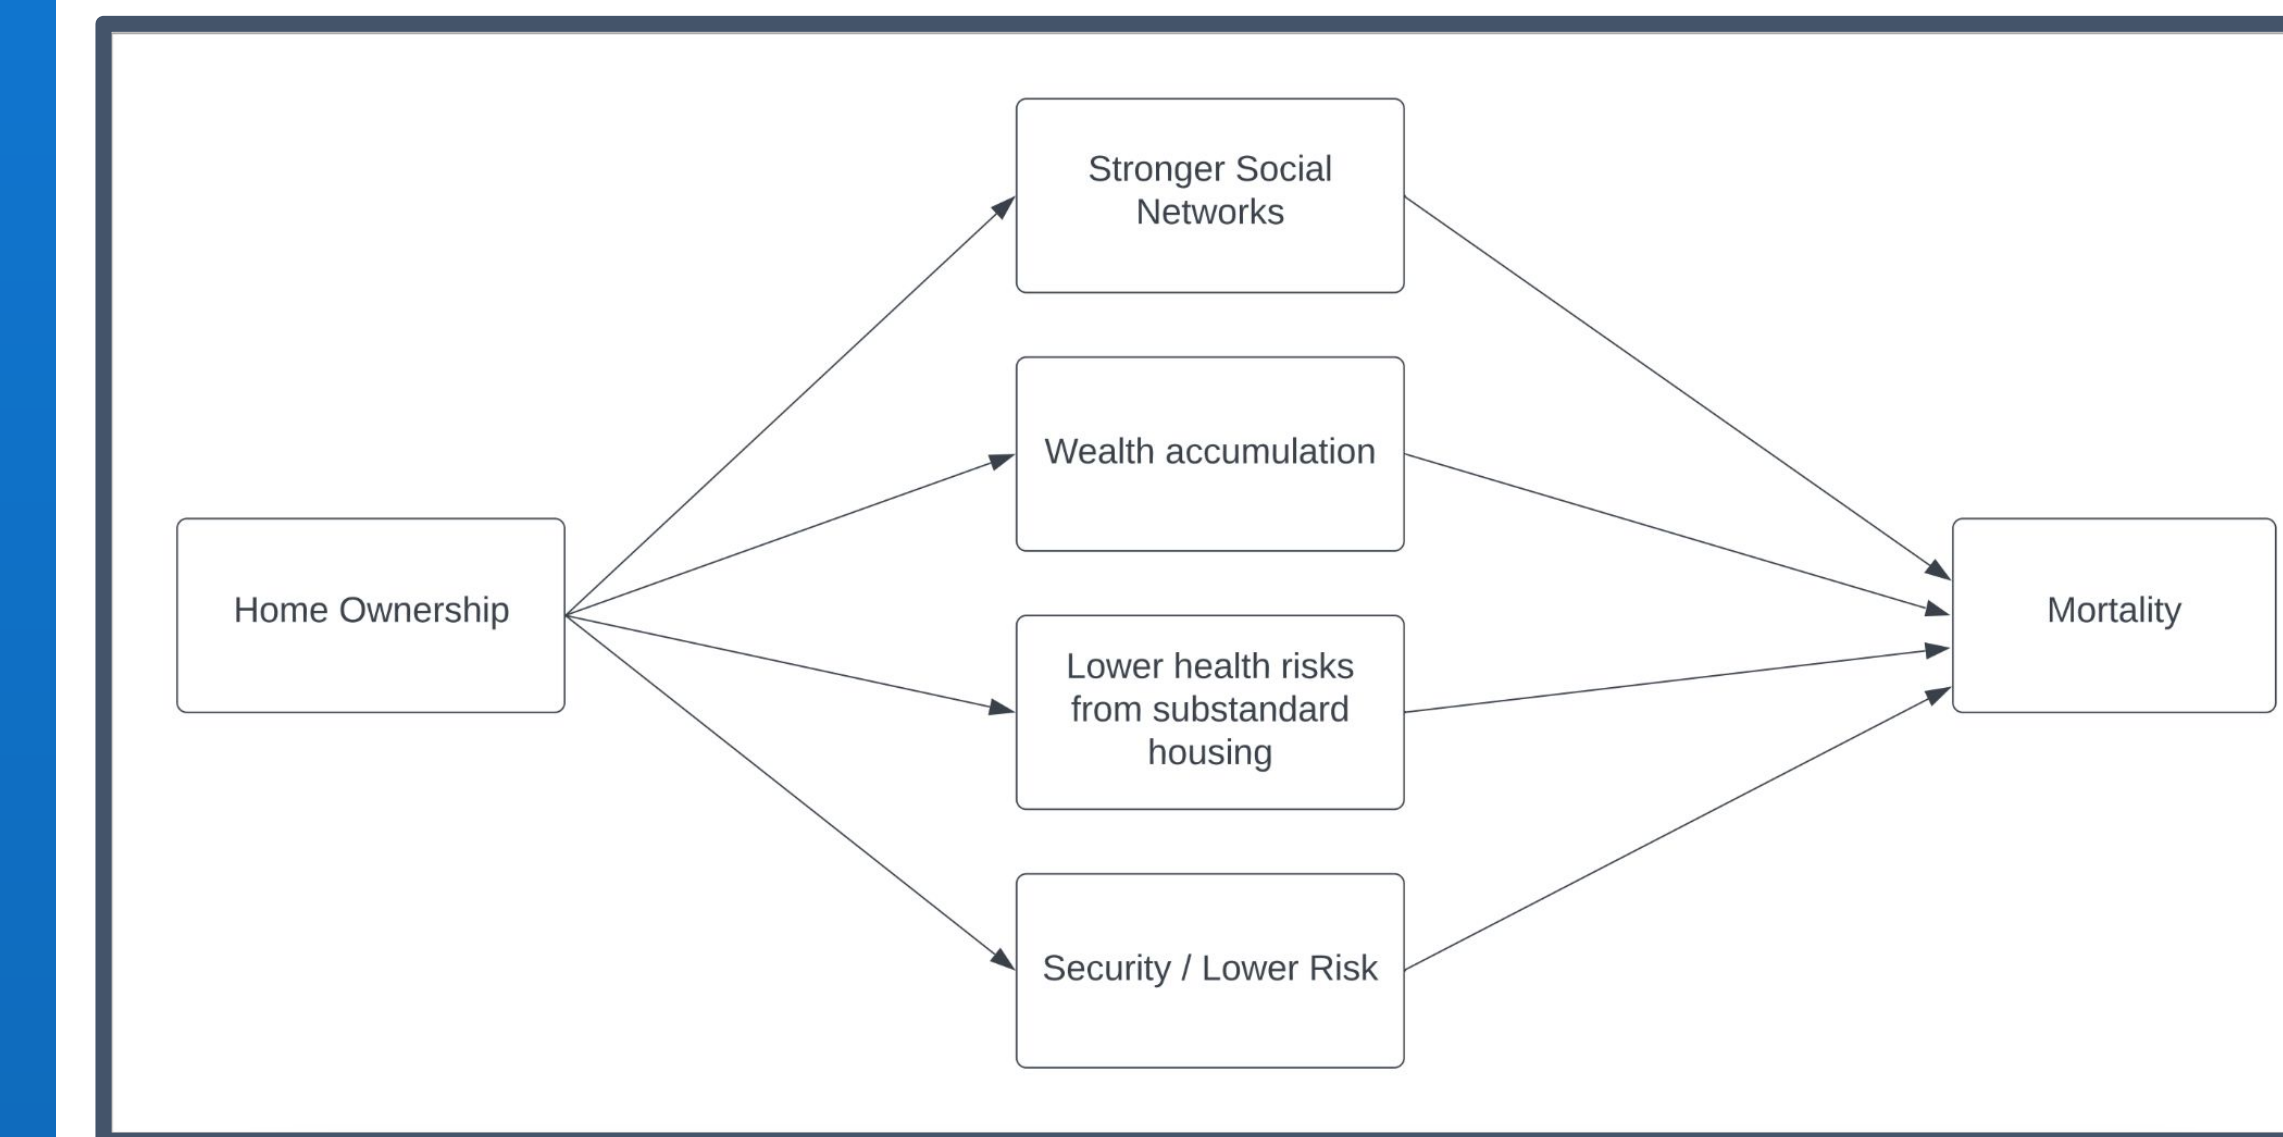 Stronger Social
Networks
Wealth accumulation
Home Ownership
Mortality
Lower health risks
from substandard
housing
Security / Lower Risk